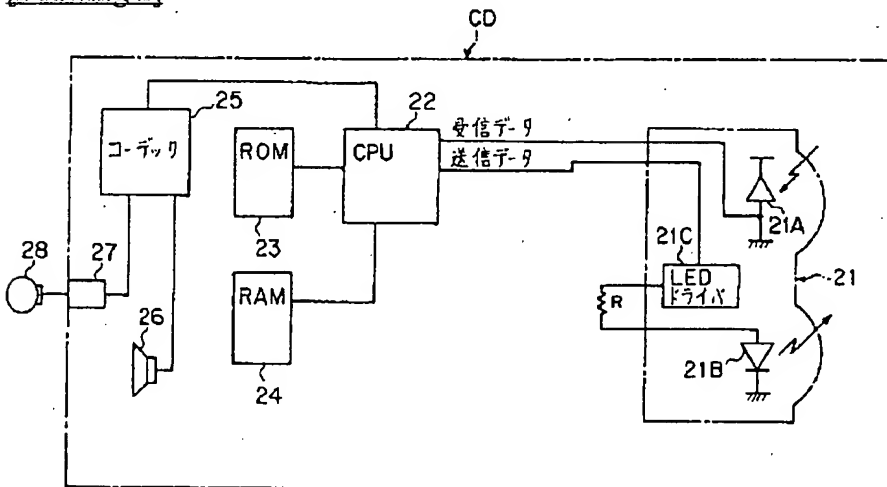 CD
25
コーデック
22
CPU
受信データ
送信データ
ROM
23
RAM
24
28
27
26
21A
21C
LED
ドライバ
R
21
21B